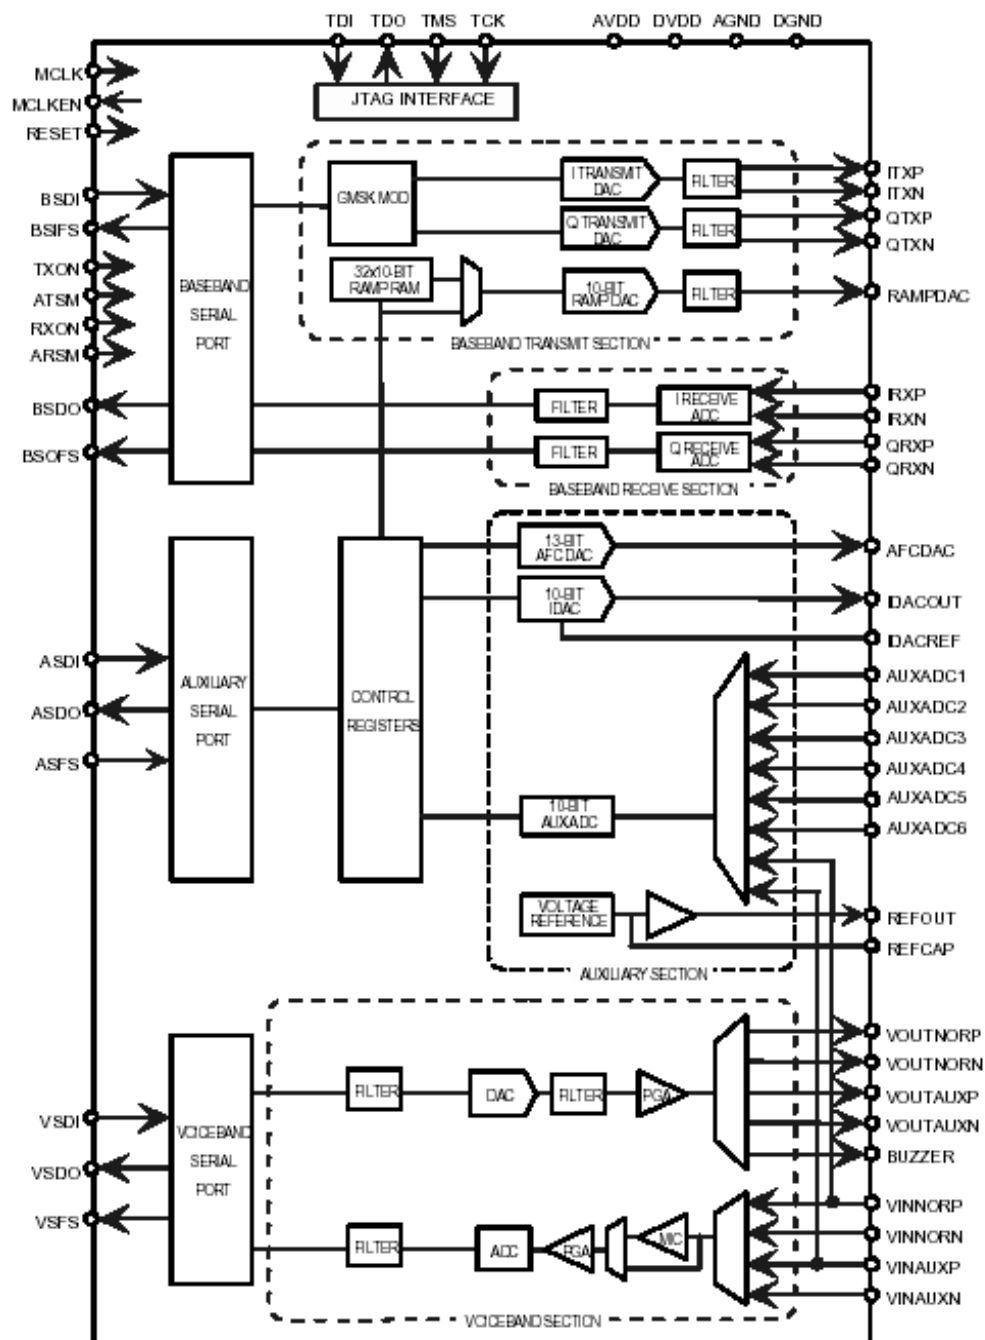 TDI TDO TMS TCK AVDD DVDD AGND DGND
MCLK
MCLKEN
RESET
JTAG INTERFACE
BSDI
BSIFS
TXON
ATSM
RXON
ARSM
BSDO
BSOFS
BASEBAND
SERIAL
PORT
GMSK MOD
I TRANSMIT
DAC
FILTER
Q TRANSMIT
DAC
FILTER
32x10-BIT
RAMP RAM
10-BIT
RAMP DAC
FILTER
BASEBAND TRANSMIT SECTION
ITXP
ITXN
QTXP
QTXN
RAMPDAC
FILTER
I RECEIVE
ADC
FILTER
Q RECEIVE
ADC
BASEBAND RECEIVE SECTION
IRXP
IRXN
QRXP
QRXN
ASDI
ASDO
ASFS
AUXILIARY
SERIAL
PORT
CONTROL
REGISTERS
13-BIT
AFC DAC
10-BIT
IDAC
10-BIT
AUXADC
VOLTAGE
REFERENCE
AUXILIARY SECTION
AFCDAC
IDACOUT
IDACREF
AUXADC1
AUXADC2
AUXADC3
AUXADC4
AUXADC5
AUXADC6
REFOUT
REFCAP
VSDI
VSDO
VSFS
VOICEBAND
SERIAL
PORT
FILTER
DAC
FILTER
PGA
FILTER
ADC
PGA
MIC
VOICEBAND SECTION
VOUTNORP
VOUTNORN
VOUTAUXP
VOUTAUXN
BUZZER
VINNORP
VINNORN
VINAUXP
VINAUXN